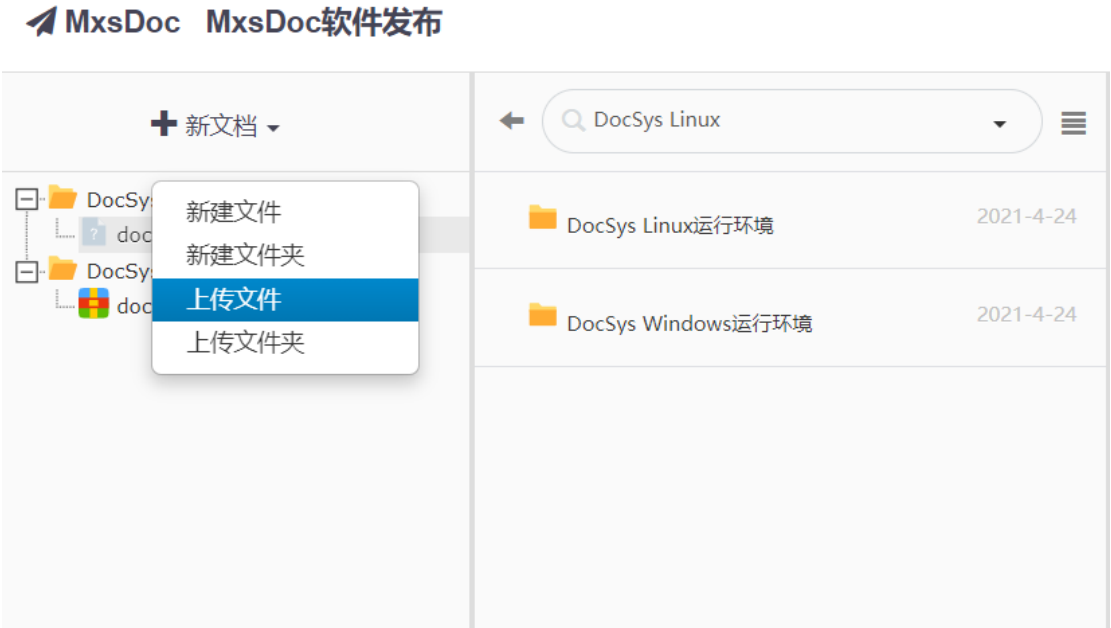 MxsDoc MxsDoc软件发布
新文档
DocSys
doc
DocSys
doc
新建文件
新建文件夹
上传文件
上传文件夹
DocSys Linux
DocSys Linux运行环境 2021-4-24
DocSys Windows运行环境 2021-4-24